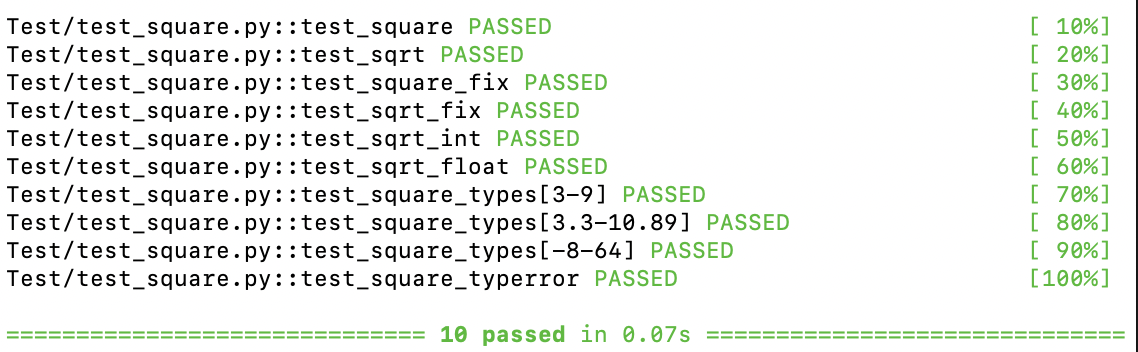 Test/test_square.py::test_square PASSED [ 10%]
Test/test_square.py::test_sqrt PASSED [ 20%]
Test/test_square.py::test_square_fix PASSED [ 30%]
Test/test_square.py::test_sqrt_fix PASSED [ 40%]
Test/test_square.py::test_sqrt_int PASSED [ 50%]
Test/test_square.py::test_sqrt_float PASSED [ 60%]
Test/test_square.py::test_square_types[3-9] PASSED [ 70%]
Test/test_square.py::test_square_types[3.3-10.89] PASSED [ 80%]
Test/test_square.py::test_square_types[-8-64] PASSED [ 90%]
Test/test_square.py::test_square_typerror PASSED [100%]
============================== 10 passed in 0.07s ==============================